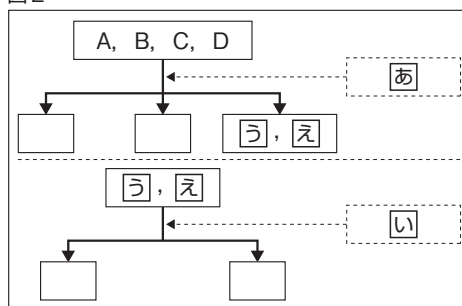 図2
A, B, C, D
あ
う, え
う, え
い